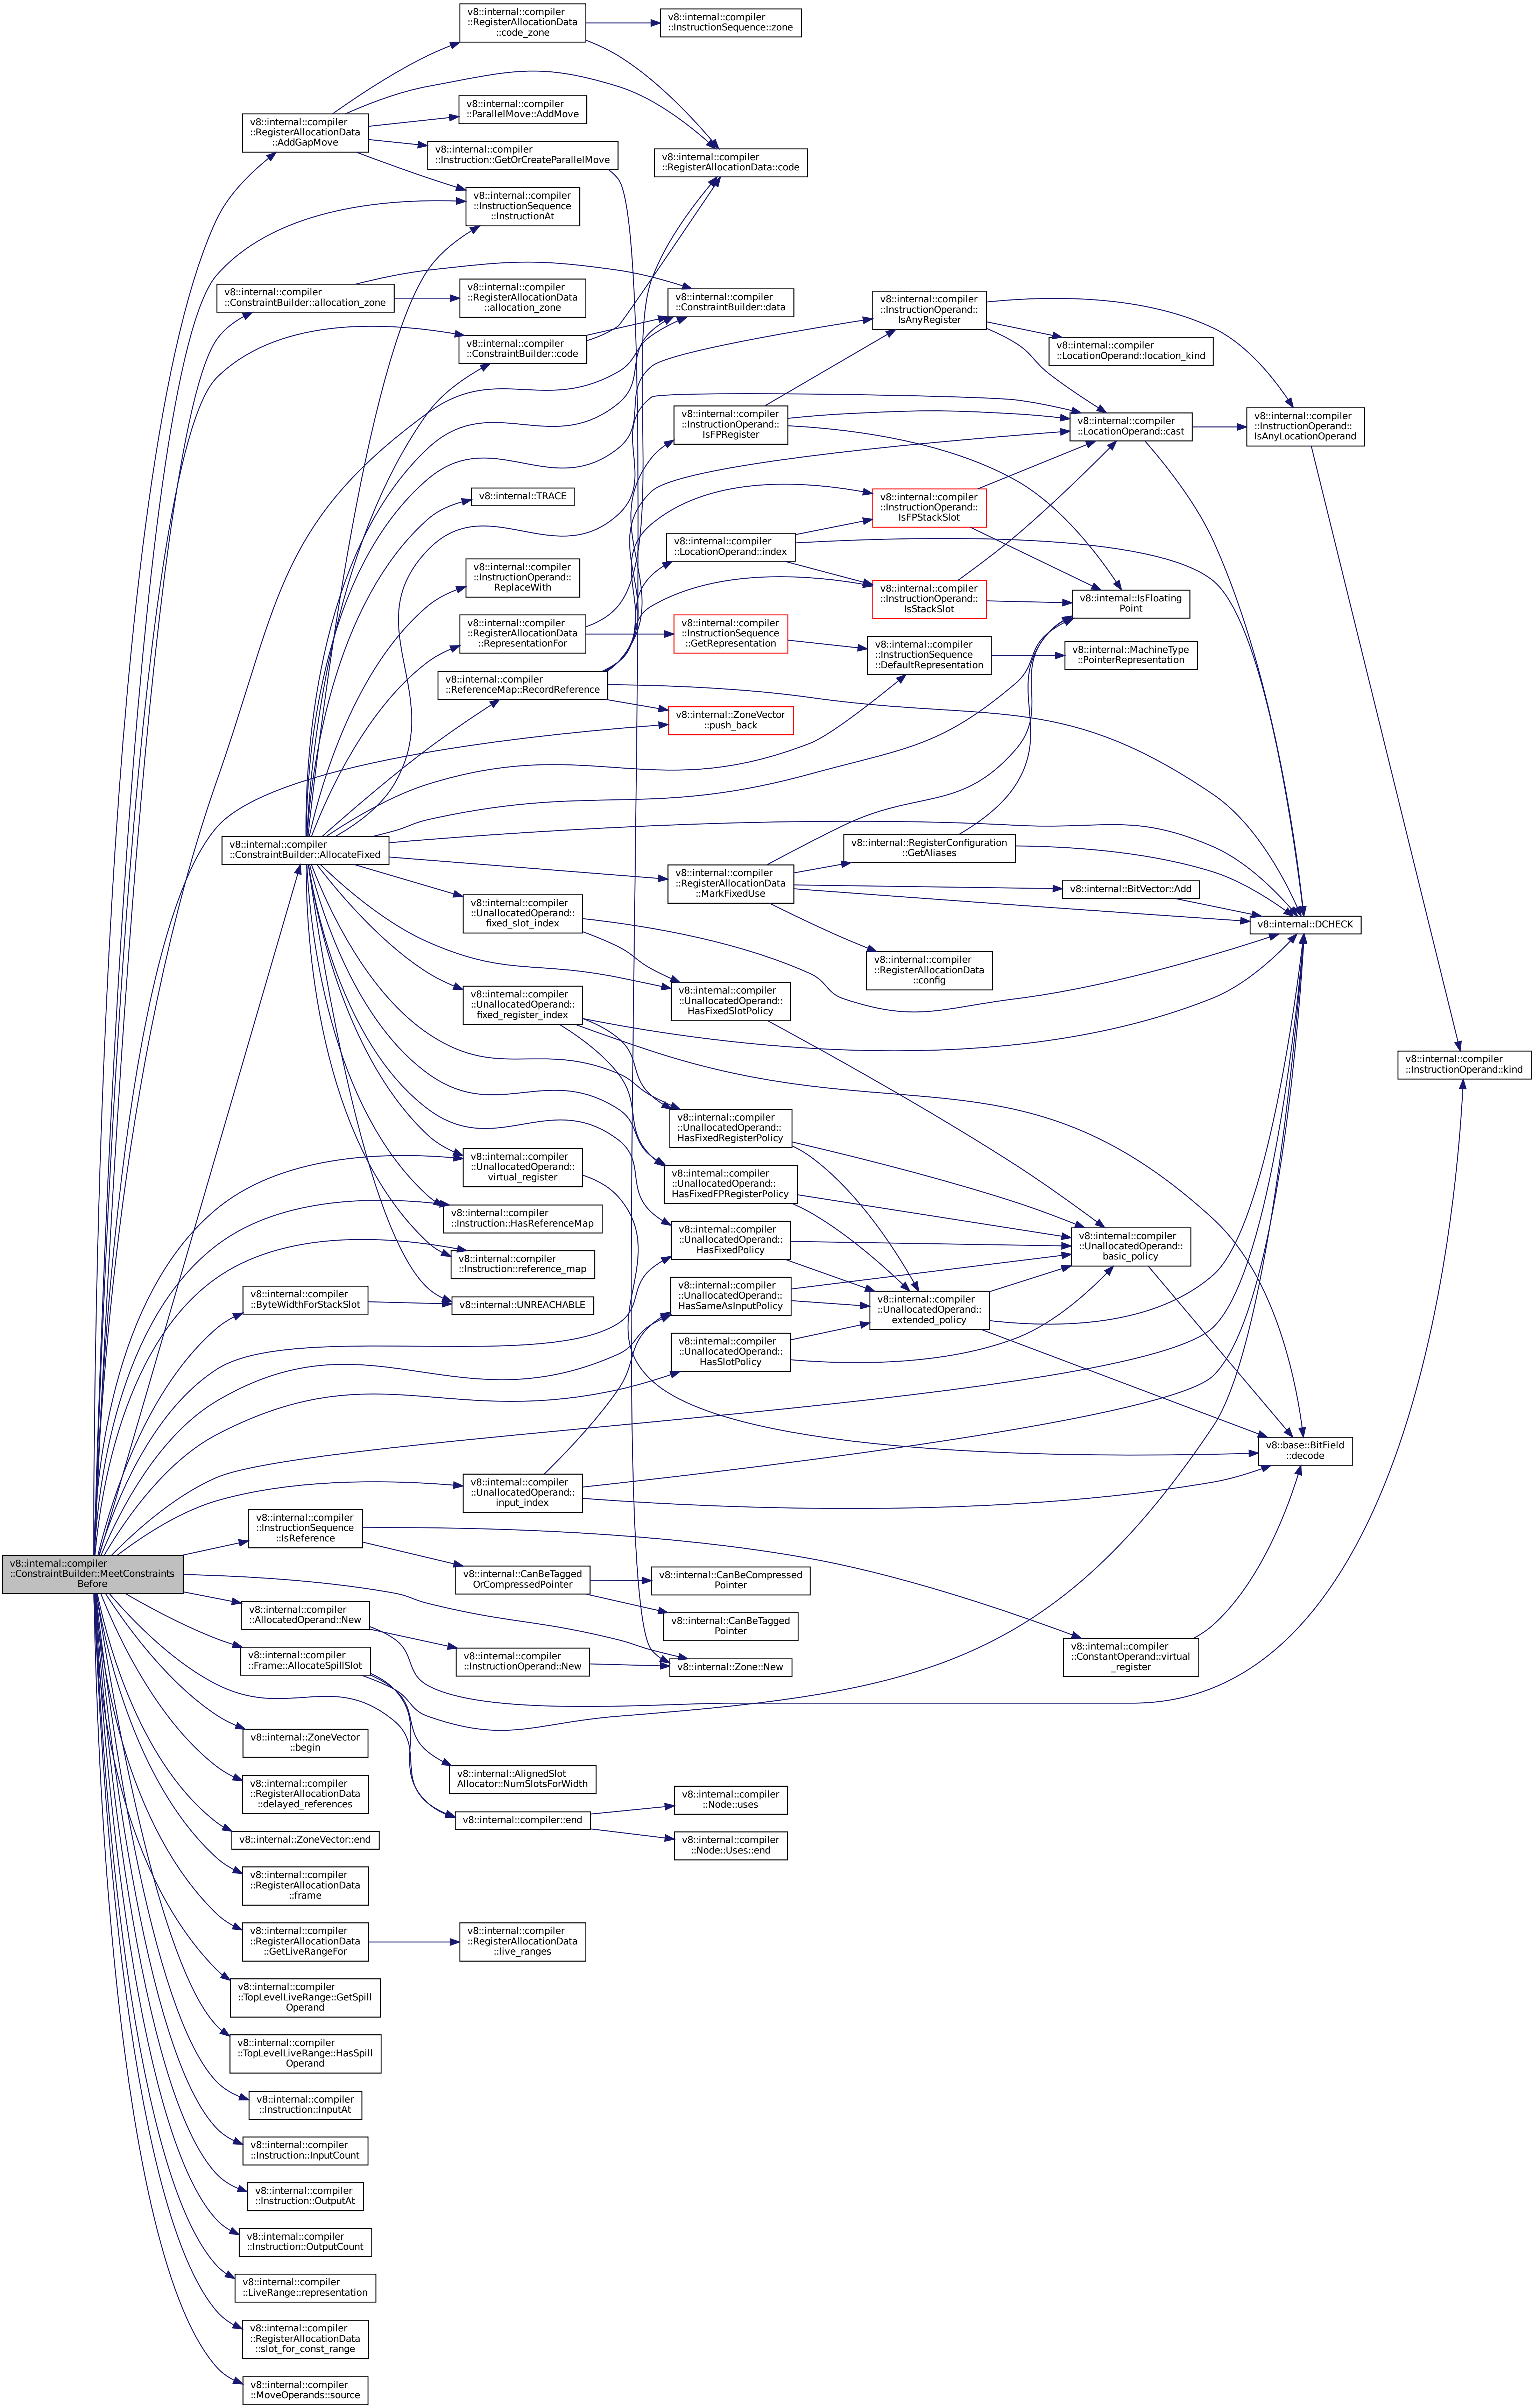 v8::internal::compiler
::RegisterAllocationData
::code_zone
v8::internal::compiler
::InstructionSequence::zone
v8::internal::compiler
::RegisterAllocationData
::AddGapMove
v8::internal::compiler
::ParallelMove::AddMove
v8::internal::compiler
::Instruction::GetOrCreateParallelMove
v8::internal::compiler
::RegisterAllocationData::code
v8::internal::compiler
::InstructionSequence
::InstructionAt
v8::internal::compiler
::ConstraintBuilder::allocation_zone
v8::internal::compiler
::RegisterAllocationData
::allocation_zone
v8::internal::compiler
::ConstraintBuilder::data
v8::internal::compiler
::InstructionOperand::
IsAnyRegister
v8::internal::compiler
::ConstraintBuilder::code
v8::internal::compiler
::LocationOperand::location_kind
v8::internal::compiler
::InstructionOperand::
IsFPRegister
v8::internal::compiler
::LocationOperand::cast
v8::internal::compiler
::InstructionOperand::
IsAnyLocationOperand
v8::internal::TRACE
v8::internal::compiler
::InstructionOperand::
IsFPStackSlot
v8::internal::compiler
::LocationOperand::index
v8::internal::compiler
::InstructionOperand::
ReplaceWith
v8::internal::compiler
::InstructionOperand::
IsStackSlot
v8::internal::IsFloating
Point
v8::internal::compiler
::RegisterAllocationData
::RepresentationFor
v8::internal::compiler
::InstructionSequence
::GetRepresentation
v8::internal::compiler
::InstructionSequence
::DefaultRepresentation
v8::internal::MachineType
::PointerRepresentation
v8::internal::compiler
::ReferenceMap::RecordReference
v8::internal::ZoneVector
::push_back
v8::internal::compiler
::ConstraintBuilder::AllocateFixed
v8::internal::RegisterConfiguration
::GetAliases
v8::internal::compiler
::RegisterAllocationData
::MarkFixedUse
v8::internal::BitVector::Add
v8::internal::compiler
::UnallocatedOperand::
fixed_slot_index
v8::internal::DCHECK
v8::internal::compiler
::RegisterAllocationData
::config
v8::internal::compiler
::UnallocatedOperand::
HasFixedSlotPolicy
v8::internal::compiler
::UnallocatedOperand::
fixed_register_index
v8::internal::compiler
::InstructionOperand::kind
v8::internal::compiler
::UnallocatedOperand::
HasFixedRegisterPolicy
v8::internal::compiler
::UnallocatedOperand::
virtual_register
v8::internal::compiler
::UnallocatedOperand::
HasFixedFPRegisterPolicy
v8::internal::compiler
::Instruction::HasReferenceMap
v8::internal::compiler
::UnallocatedOperand::
HasFixedPolicy
v8::internal::compiler
::UnallocatedOperand::
basic_policy
v8::internal::compiler
::Instruction::reference_map
v8::internal::compiler
::ByteWidthForStackSlot
v8::internal::UNREACHABLE
v8::internal::compiler
::UnallocatedOperand::
HasSameAsInputPolicy
v8::internal::compiler
::UnallocatedOperand::
extended_policy
v8::internal::compiler
::UnallocatedOperand::
HasSlotPolicy
v8::base::BitField
::decode
v8::internal::compiler
::UnallocatedOperand::
input_index
v8::internal::compiler
::InstructionSequence
::IsReference
v8::internal::compiler
::ConstraintBuilder::MeetConstraints
Before
v8::internal::CanBeTagged
OrCompressedPointer
v8::internal::CanBeCompressed
Pointer
v8::internal::compiler
::AllocatedOperand::New
v8::internal::CanBeTagged
Pointer
v8::internal::compiler
::Frame::AllocateSpillSlot
v8::internal::compiler
::InstructionOperand::New
v8::internal::Zone::New
v8::internal::compiler
::ConstantOperand::virtual
_register
v8::internal::ZoneVector
::begin
v8::internal::AlignedSlot
Allocator::NumSlotsForWidth
v8::internal::compiler
::RegisterAllocationData
::delayed_references
v8::internal::compiler::end
v8::internal::compiler
::Node::uses
v8::internal::ZoneVector::end
v8::internal::compiler
::Node::Uses::end
v8::internal::compiler
::RegisterAllocationData
::frame
v8::internal::compiler
::RegisterAllocationData
::GetLiveRangeFor
v8::internal::compiler
::RegisterAllocationData
::live_ranges
v8::internal::compiler
::TopLevelLiveRange::GetSpill
Operand
v8::internal::compiler
::TopLevelLiveRange::HasSpill
Operand
v8::internal::compiler
::Instruction::InputAt
v8::internal::compiler
::Instruction::InputCount
v8::internal::compiler
::Instruction::OutputAt
v8::internal::compiler
::Instruction::OutputCount
v8::internal::compiler
::LiveRange::representation
v8::internal::compiler
::RegisterAllocationData
::slot_for_const_range
v8::internal::compiler
::MoveOperands::source